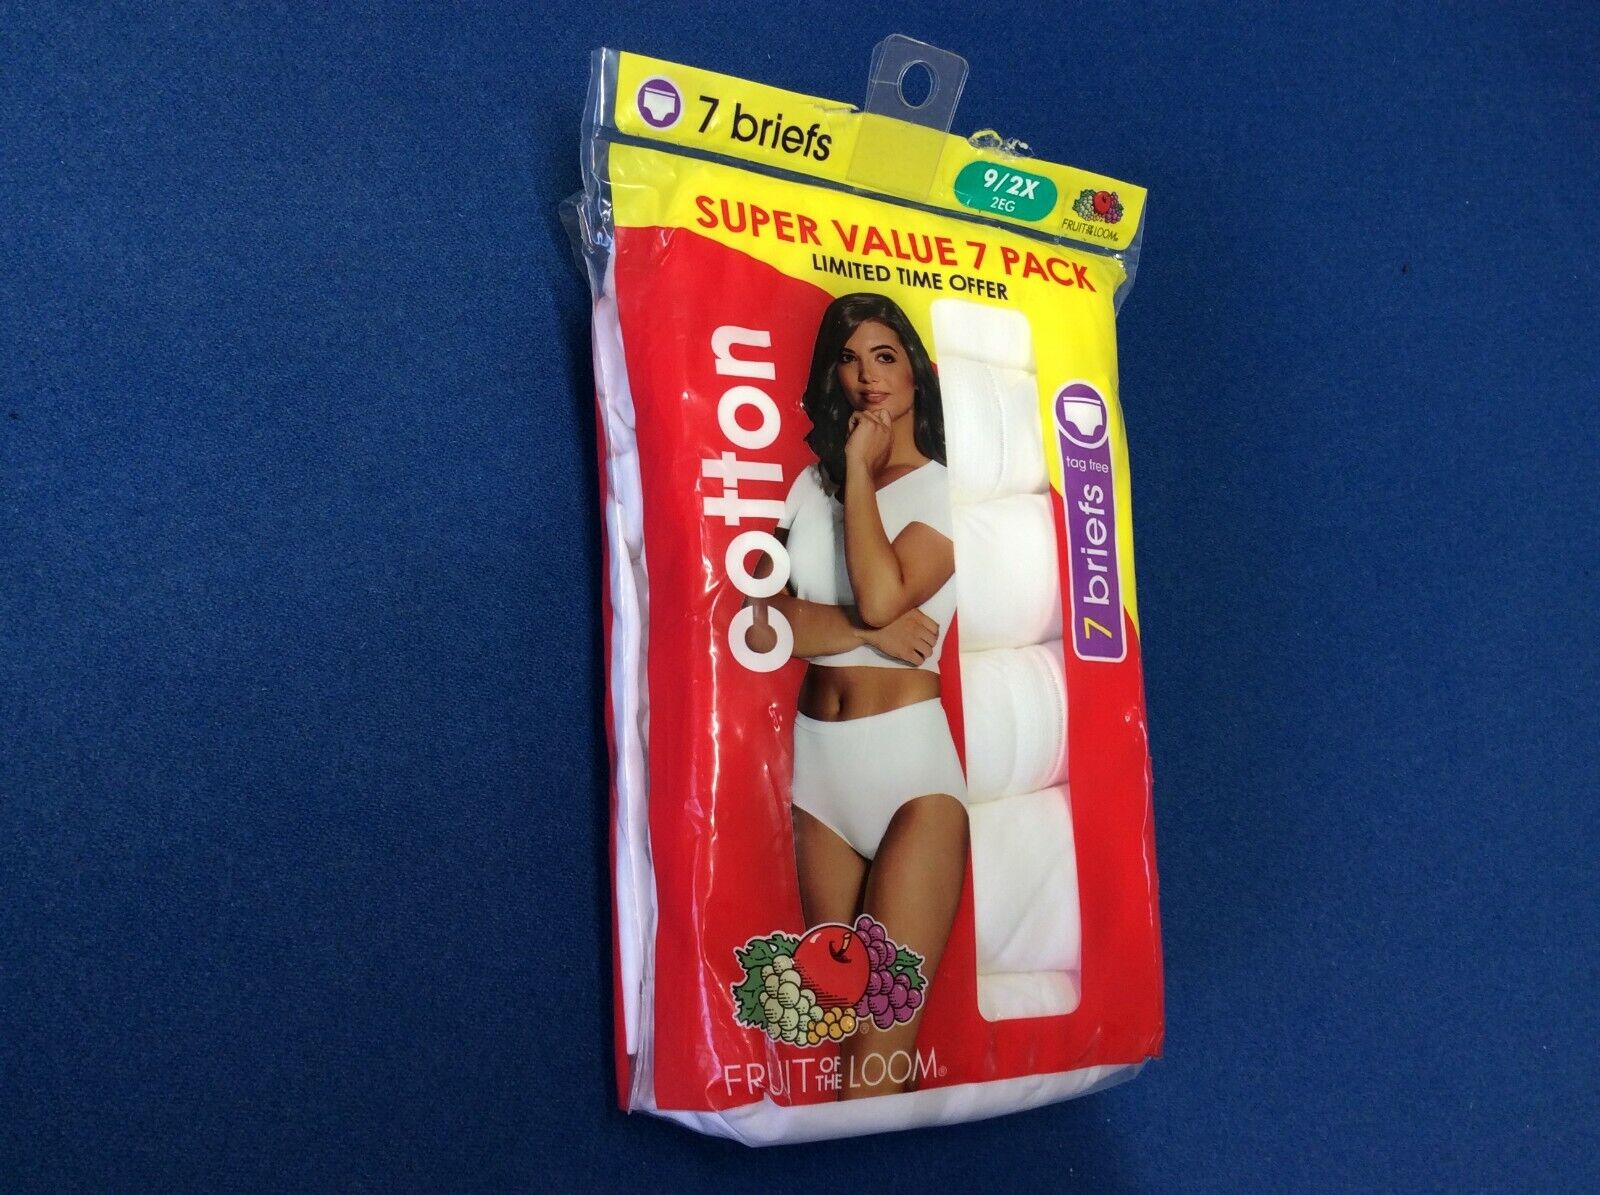 7 briefs
9/2X
2EG
FRUIT OF THE LOOM®
SUPER VALUE 7 PACK
LIMITED TIME OFFER
cotton
tag free
7 briefs
®
FRUIT OF THE LOOM®